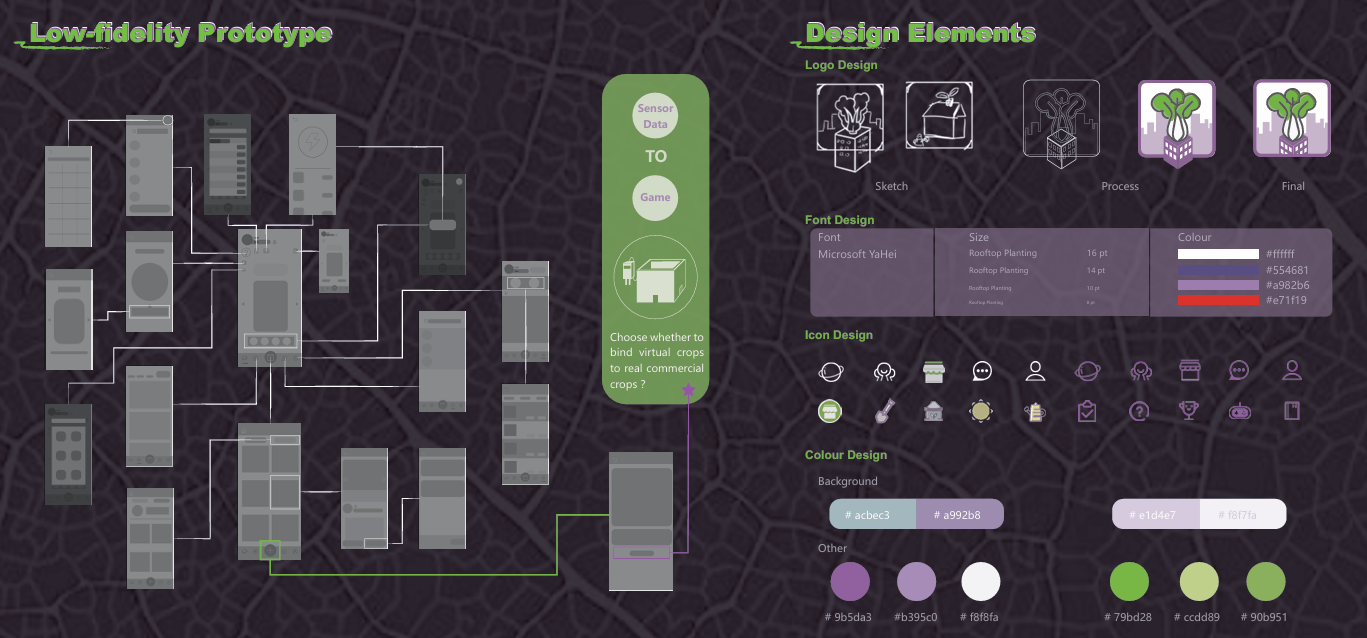 Low-fidelity Prototype
Sensor
Data
TO
Game
Choose whether to
bind virtual crops
to real commercial
crops ?
Design Elements
Logo Design
Sketch
Process
Final
Font Design
Font
Size
Colour
Microsoft YaHei
Rooftop Planting
16 pt
#ffffff
Rooftop Planting
14 pt
#554681
Rooftop Planting
10 pt
#a982b6
Rooftop Planting
8 pt
#e71f19
Icon Design
Colour Design
Background
# acbec3
# a992b8
# e1d4e7
# f8f7fa
Other
# 9b5da3
#b395c0
# f8f8fa
# 79bd28
# ccdd89
# 90b951